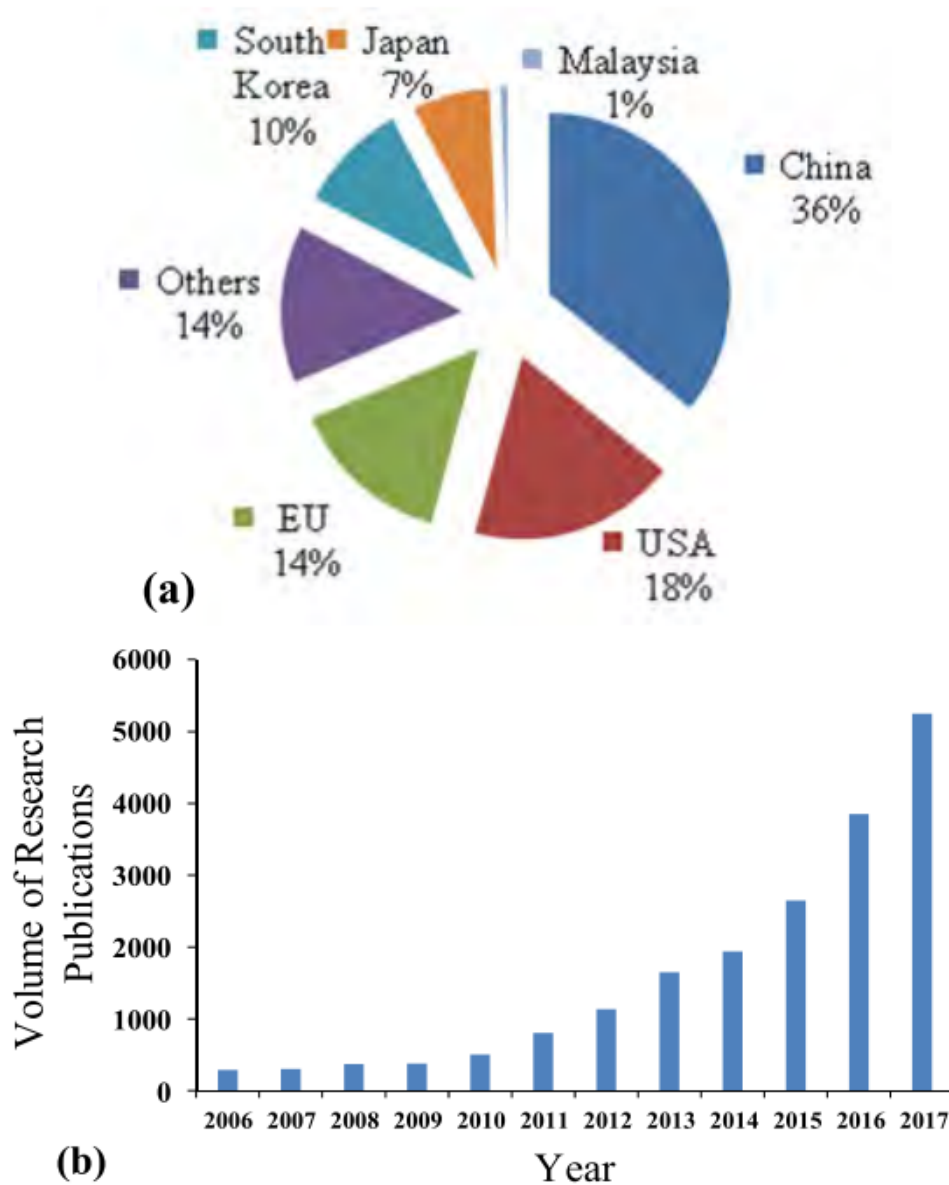 South
Korea
10%
Japan
7%
Malaysia
1%
China
36%
Others
14%
EU
14%
USA
18%
(a)
6000
5000
4000
3000
2000
1000
0
Volume of Research
Publications
2006 2007 2008 2009 2010 2011 2012 2013 2014 2015 2016 2017
Year
(b)